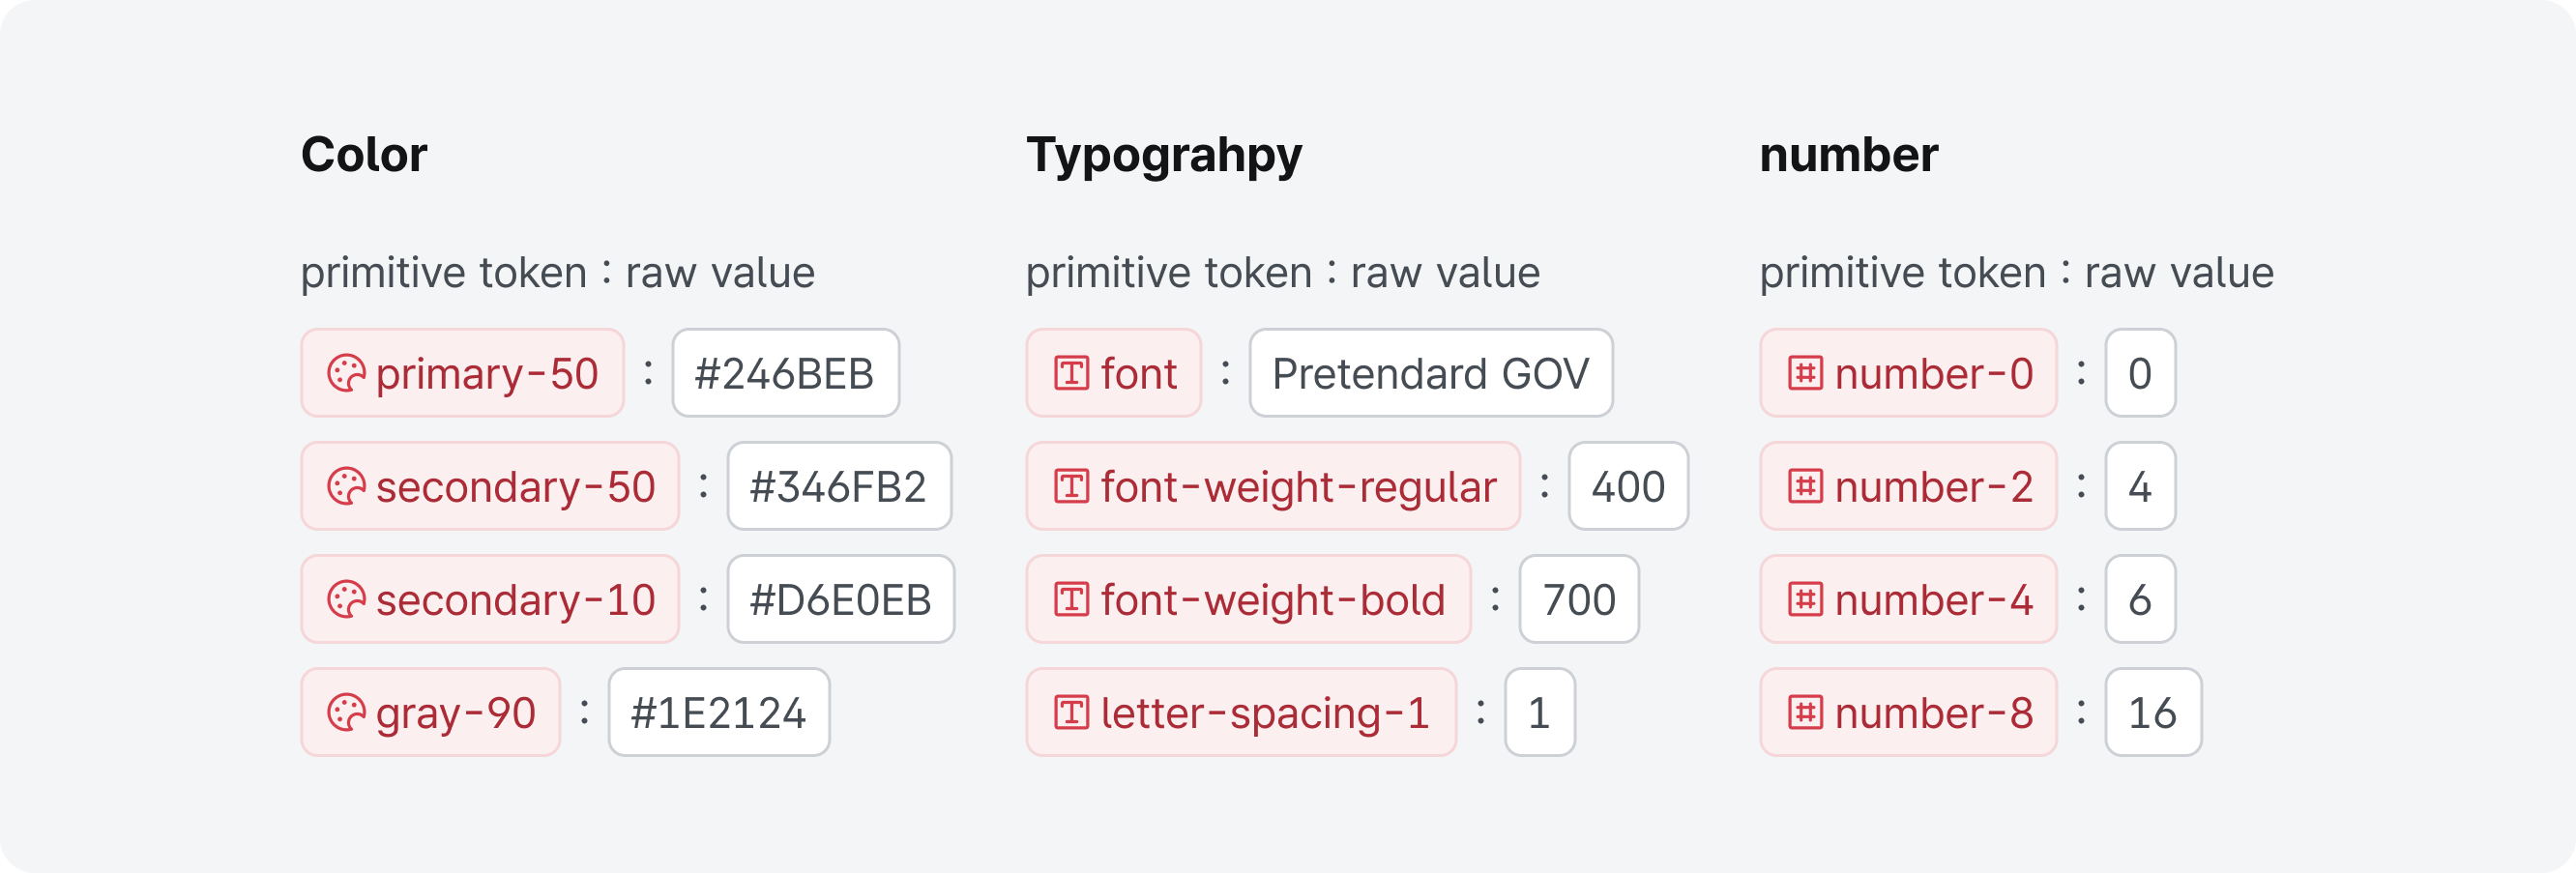 Color
primitive token : raw value
primary-50 : #246BEB
secondary-50 : #346FB2
secondary-10 : #D6E0EB
gray-90 : #1E2124
Typograhpy
primitive token : raw value
font : Pretendard GOV
font-weight-regular : 400
font-weight-bold : 700
letter-spacing-1 : 1
number
primitive token : raw value
number-0 : 0
number-2 : 4
number-4 : 6
number-8 : 16